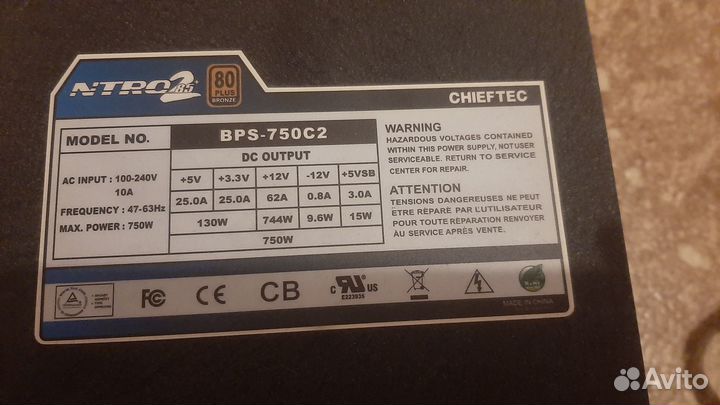 NTRO2 85+
80
PLUS
BRONZE
CHIEFTEC
MODEL NO.
BPS-750C2
DC OUTPUT
AC INPUT : 100-240V
10A
FREQUENCY : 47-63Hz
MAX. POWER : 750W
+5V +3.3V +12V -12V +5VSB
25.0A 25.0A 62A 0.8A 3.0A
130W 744W 9.6W 15W
750W
WARNING
HAZARDOUS VOLTAGES CONTAINED
WITHIN THIS POWER SUPPLY, NOT USER
SERVICEABLE. RETURN TO SERVICE
CENTER FOR REPAIR.
ATTENTION
TENSIONS DANGEREUSES NE PEUT
ÊTRE RÉPARÉ PAR L'UTILISATEUR
POUR TOUTE RÉPARATION RENVOYER
AU SERVICE APRÈS VENTE.
FC
CE
CB
C RU US
E223935
MADE IN CHINA
Avito